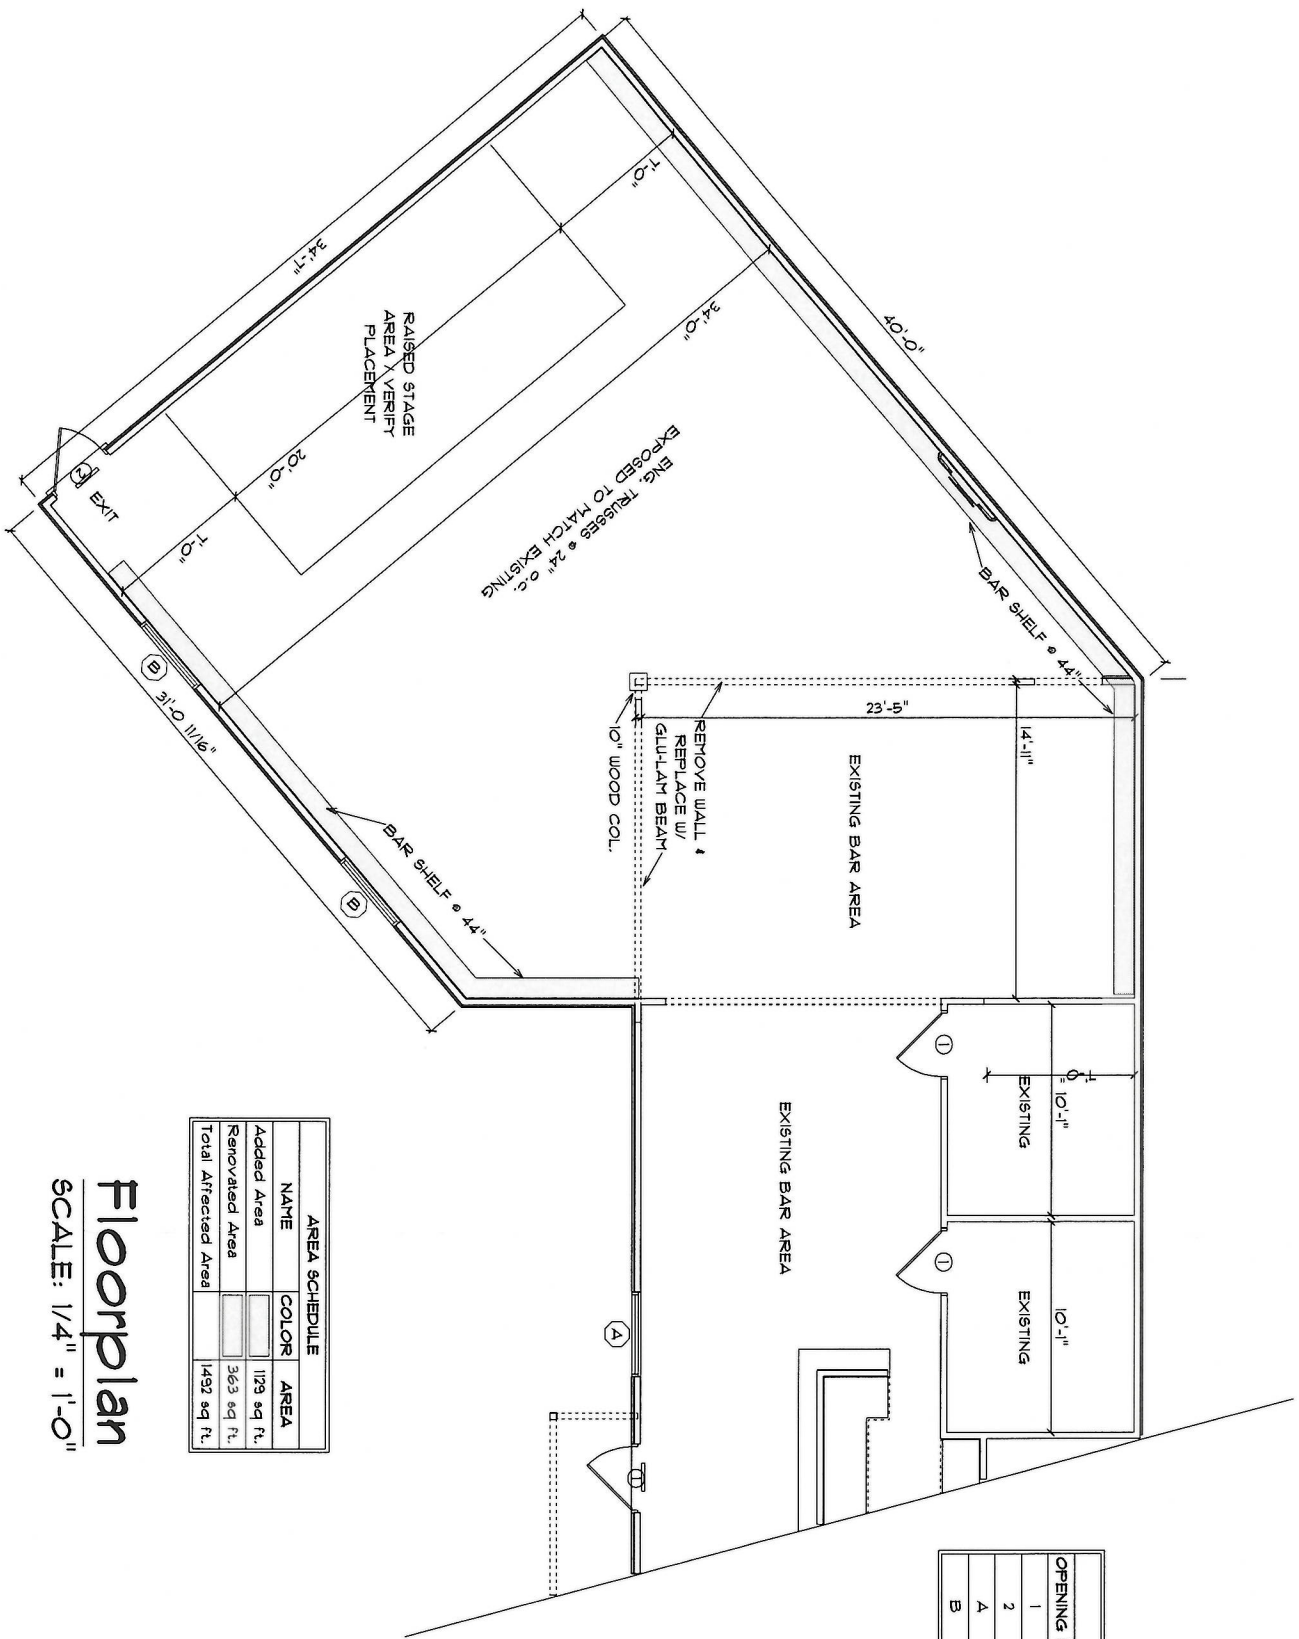 40'-0"
34'-7"
7'-0"
34'-0"
RAISED STAGE
AREA / VERIFY
PLACEMENT
20'-0"
7'-0"
ENG. TRUSSES @ 24" O.C.
EXPOSED TO MATCH EXISTING
2
EXIT
B
31'-0 11/16"
B
BAR SHELF @ 44"
BAR SHELF @ 44"
23'-5"
14'-11"
REMOVE WALL &
REPLACE W/
GLU-LAM BEAM
10" WOOD COL.
EXISTING BAR AREA
1
EXISTING
10'-1"
EXISTING BAR AREA
1
EXISTING
10'-1"
A
1
AREA SCHEDULE
NAME COLOR AREA
Added Area 1129 sq ft.
Renovated Area 363 sq ft.
Total Affected Area 1492 sq ft.
Floorplan
SCALE: 1/4" = 1'-0"
OPENING
1
2
A
B